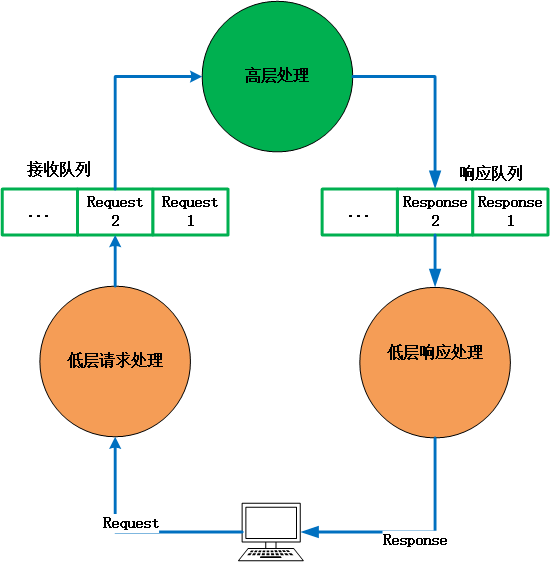 高层处理
接收队列
响应队列
...
Request
2
Request
1
...
Response
2
Response
1
低层请求处理
低层响应处理
Request
Response